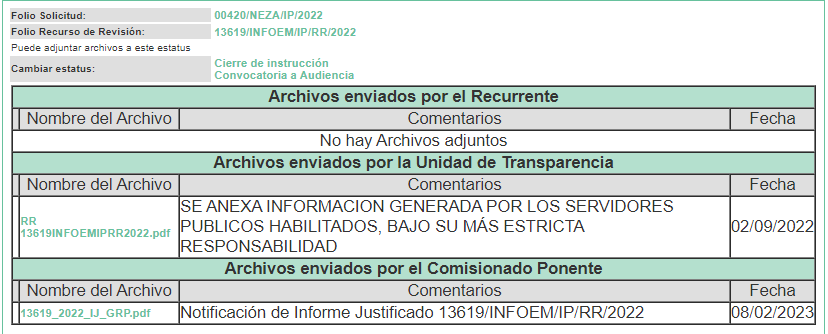 Folio Solicitud: 00420/NEZA/IP/2022
Folio Recurso de Revisión: 13619/INFOEM/IP/RR/2022
Puede adjuntar archivos a este estatus
Cambiar estatus: Cierre de instrucción
Convocatoria a Audiencia
Archivos enviados por el Recurrente
Nombre del Archivo Comentarios Fecha
No hay Archivos adjuntos
Archivos enviados por la Unidad de Transparencia
Nombre del Archivo Comentarios Fecha
RR 13619INFOEMIPRR2022.pdf SE ANEXA INFORMACION GENERADA POR LOS SERVIDORES PUBLICOS HABILITADOS, BAJO SU MÁS ESTRICTA RESPONSABILIDAD 02/09/2022
Archivos enviados por el Comisionado Ponente
Nombre del Archivo Comentarios Fecha
13619_2022_IJ_GRP.pdf Notificación de Informe Justificado 13619/INFOEM/IP/RR/2022 08/02/2023